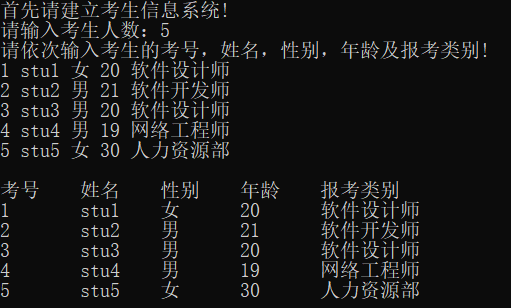 首先请建立考生信息系统!
请输入考生人数: 5
请依次输入考生的考号, 姓名, 性别, 年龄及报考类别!
1 stu1 女 20 软件设计师
2 stu2 男 21 软件开发师
3 stu3 男 20 软件设计师
4 stu4 男 19 网络工程师
5 stu5 女 30 人力资源部
考号 姓名 性别 年龄 报考类别
1 stu1 女 20 软件设计师
2 stu2 男 21 软件开发师
3 stu3 男 20 软件设计师
4 stu4 男 19 网络工程师
5 stu5 女 30 人力资源部